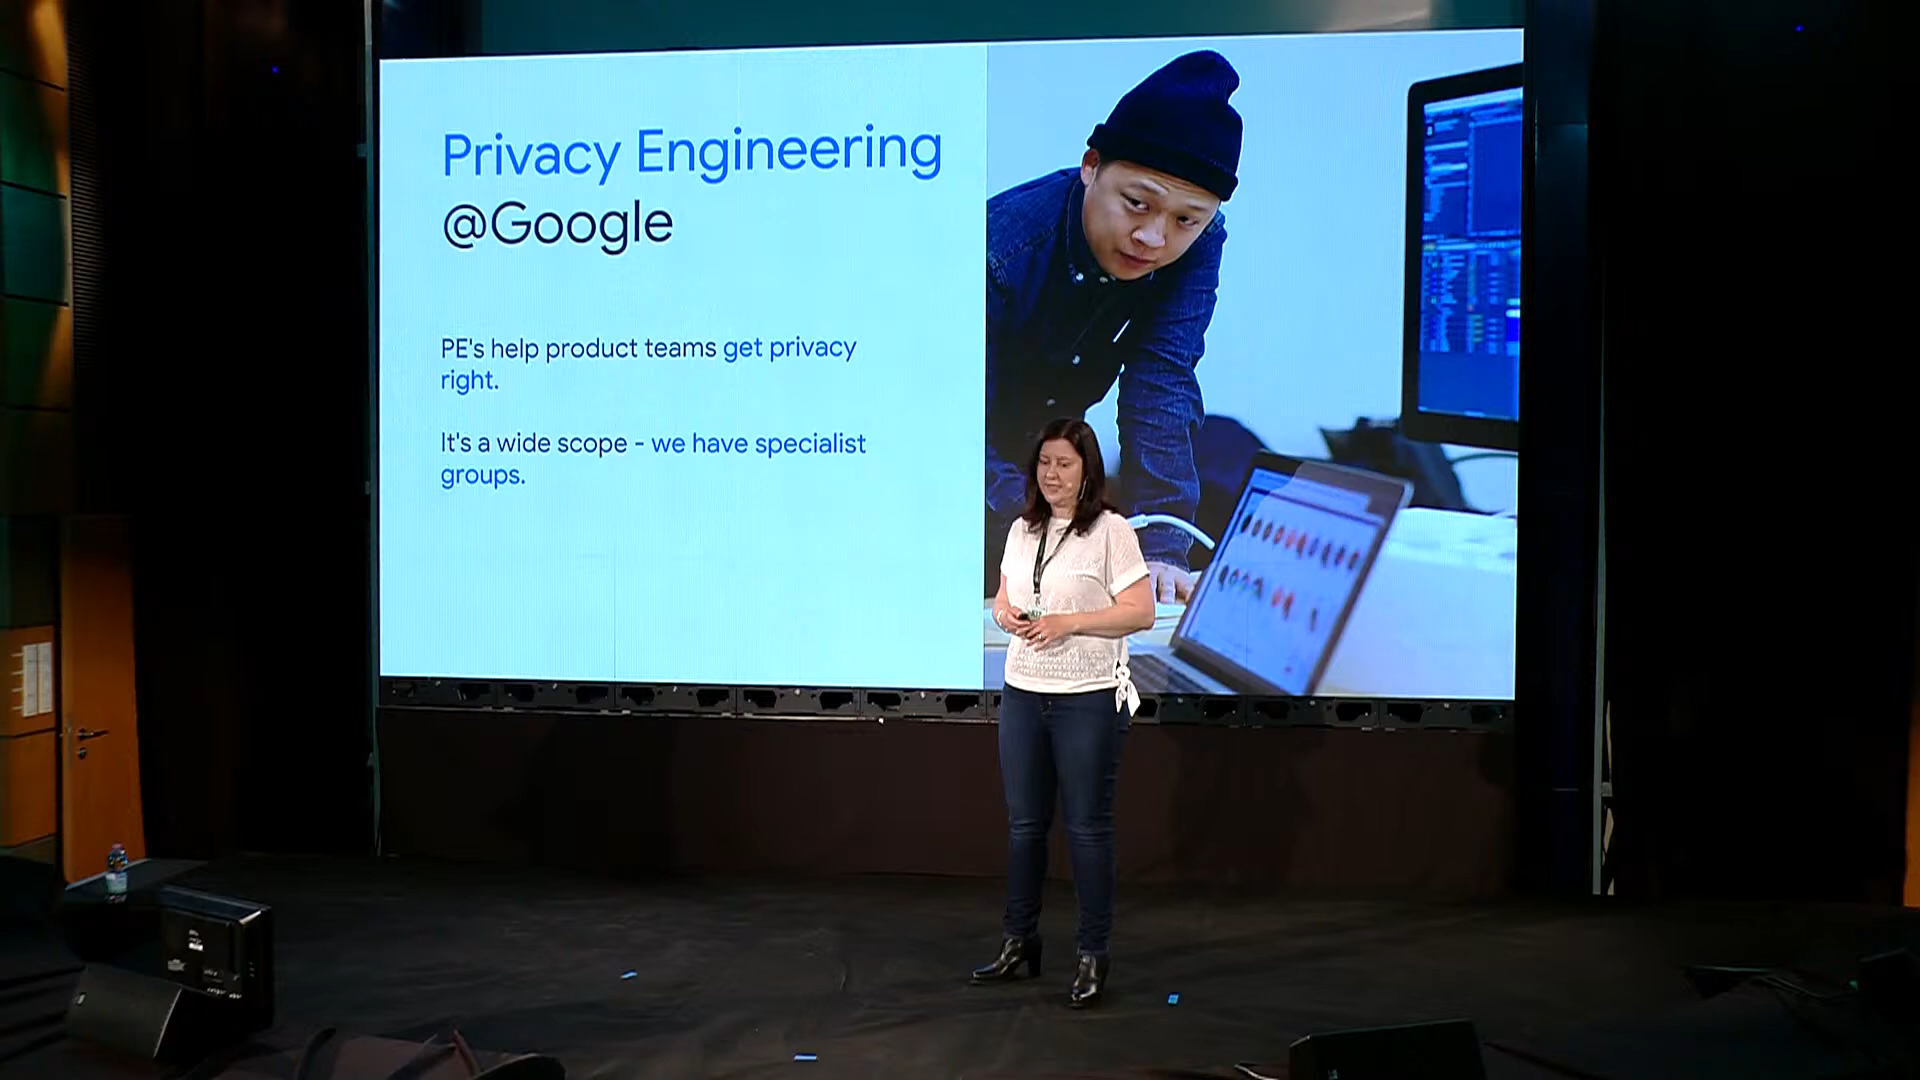 Privacy Engineering
@Google
PE's help product teams get privacy
right.
It's a wide scope - we have specialist
groups.